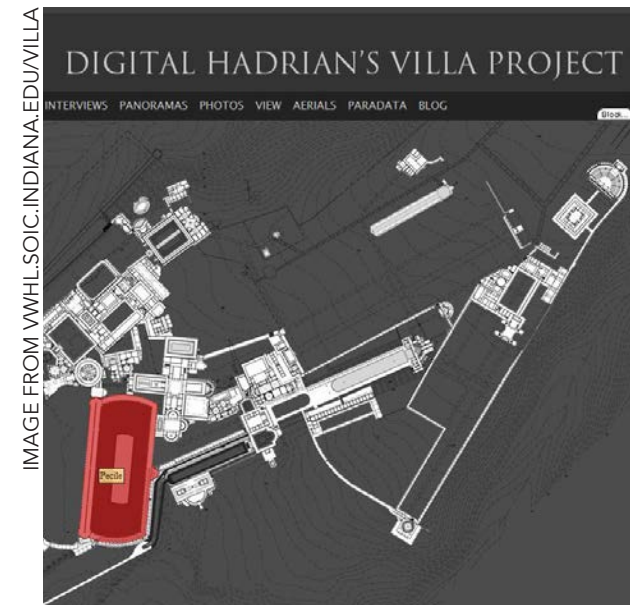 IMAGE FROM VWHL.SOIC.INDIANA.EDU/VILLA
DIGITAL HADRIAN'S VILLA PROJECT
INTERVIEWS PANORAMAS PHOTOS VIEW AERIALS PARADATA BLOG
Block...
Pecile